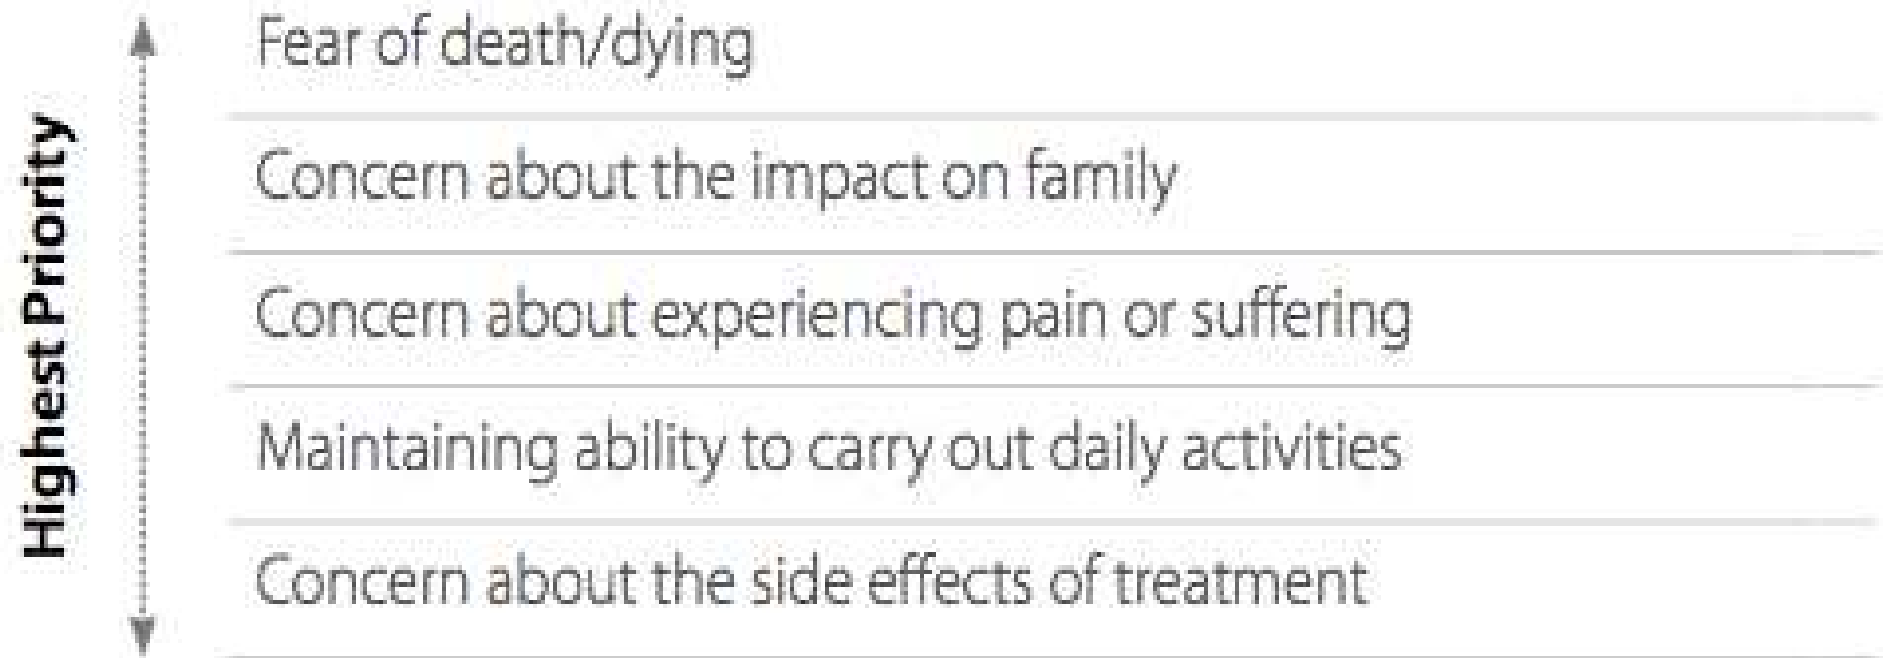 Highest Priority
Fear of death/dying
Concern about the impact on family
Concern about experiencing pain or suffering
Maintaining ability to carry out daily activities
Concern about the side effects of treatment